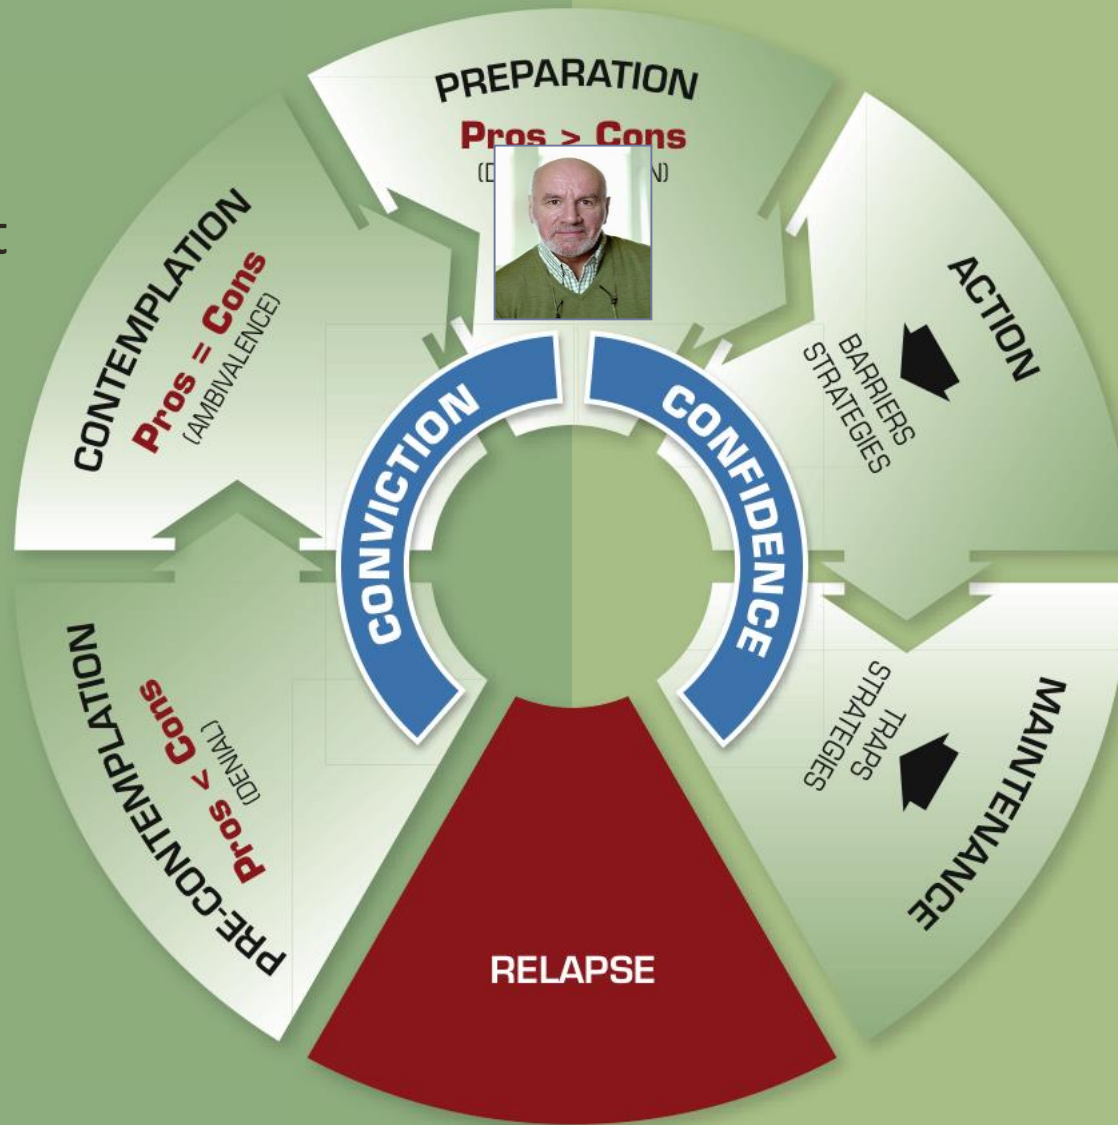 PREPARATION
Pros > Cons
CONTEMPLATION
Pros = Cons
(AMBIVALENCE)
ACTION
BARRIERS
STRATEGIES
CONVICTION
CONFIDENCE
PRE-CONTEMPLATION
Pros < Cons
(DENIAL)
MAINTENANCE
TRAPS
STRATEGIES
RELAPSE